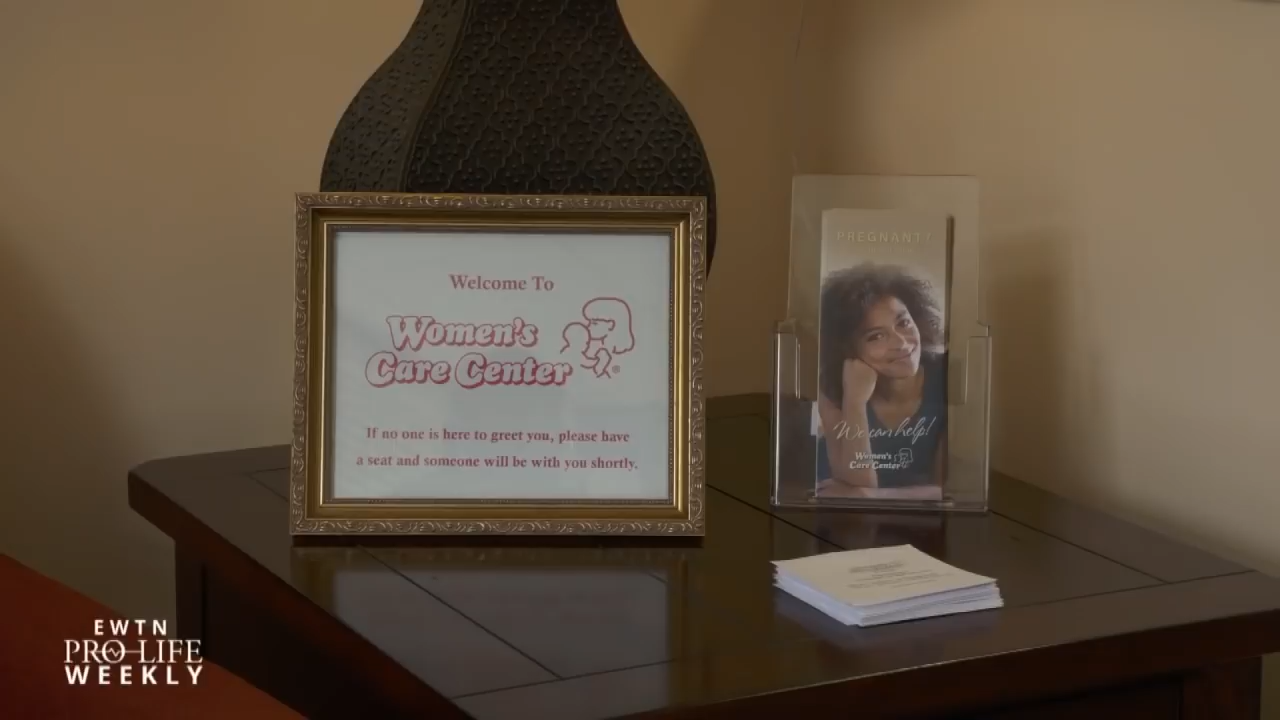 Welcome To
Women's
Care Center®
If no one is here to greet you, please have
a seat and someone will be with you shortly.
PREGNANT?
We can help!
Women's
Care Center
EWTN
PRO-LIFE
WEEKLY